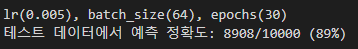 lr(0.005), batch_size(64), epochs(30)
테스트 데이터에서 예측 정확도: 8908/10000 (89%)